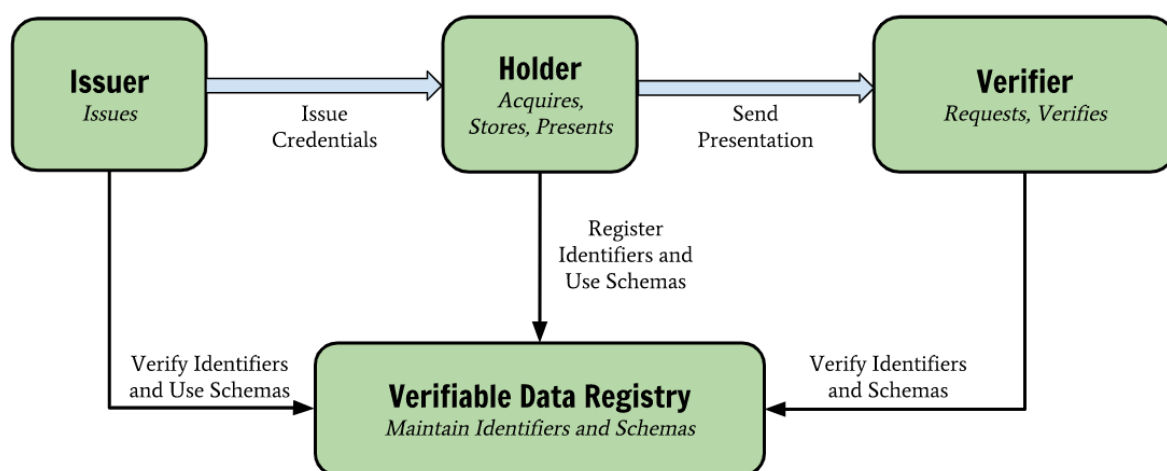 Issuer
Issues
Issue
Credentials
Holder
Acquires,
Stores, Presents
Send
Presentation
Verifier
Requests, Verifies
Register
Identifiers and
Use Schemas
Verify Identifiers
and Use Schemas
Verifiable Data Registry
Maintain Identifiers and Schemas
Verify Identifiers
and Schemas